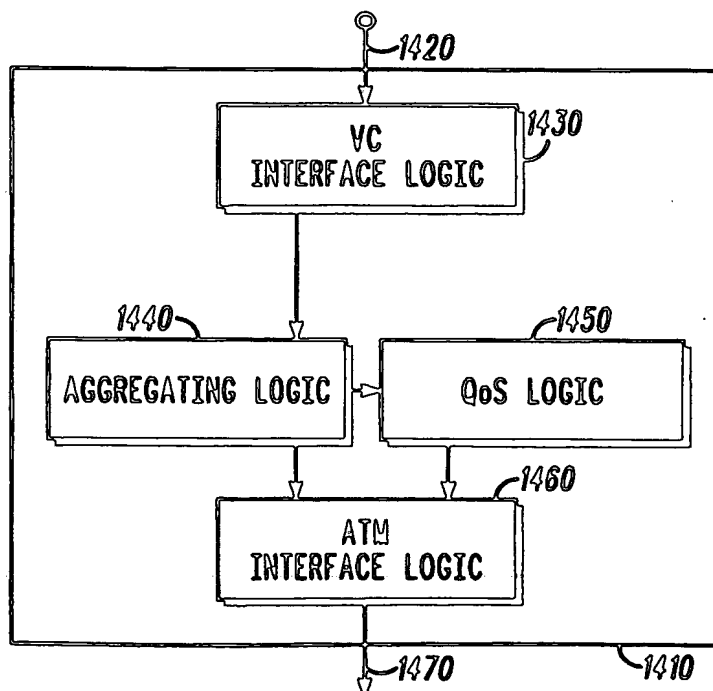 1420
VC
INTERFACE LOGIC
1430
1440
AGGREGATING LOGIC
1450
QoS LOGIC
1460
ATM
INTERFACE LOGIC
1470
1410